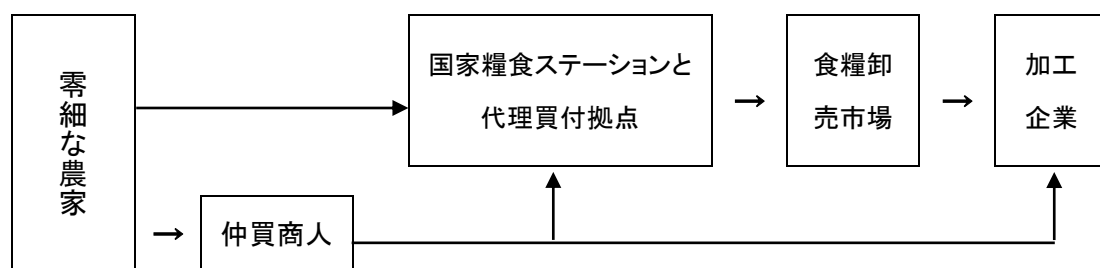 零細な農家
国家糧食ステーションと
代理買付拠点
→
食糧卸
売市場
→
加工
企業
→
仲買商人